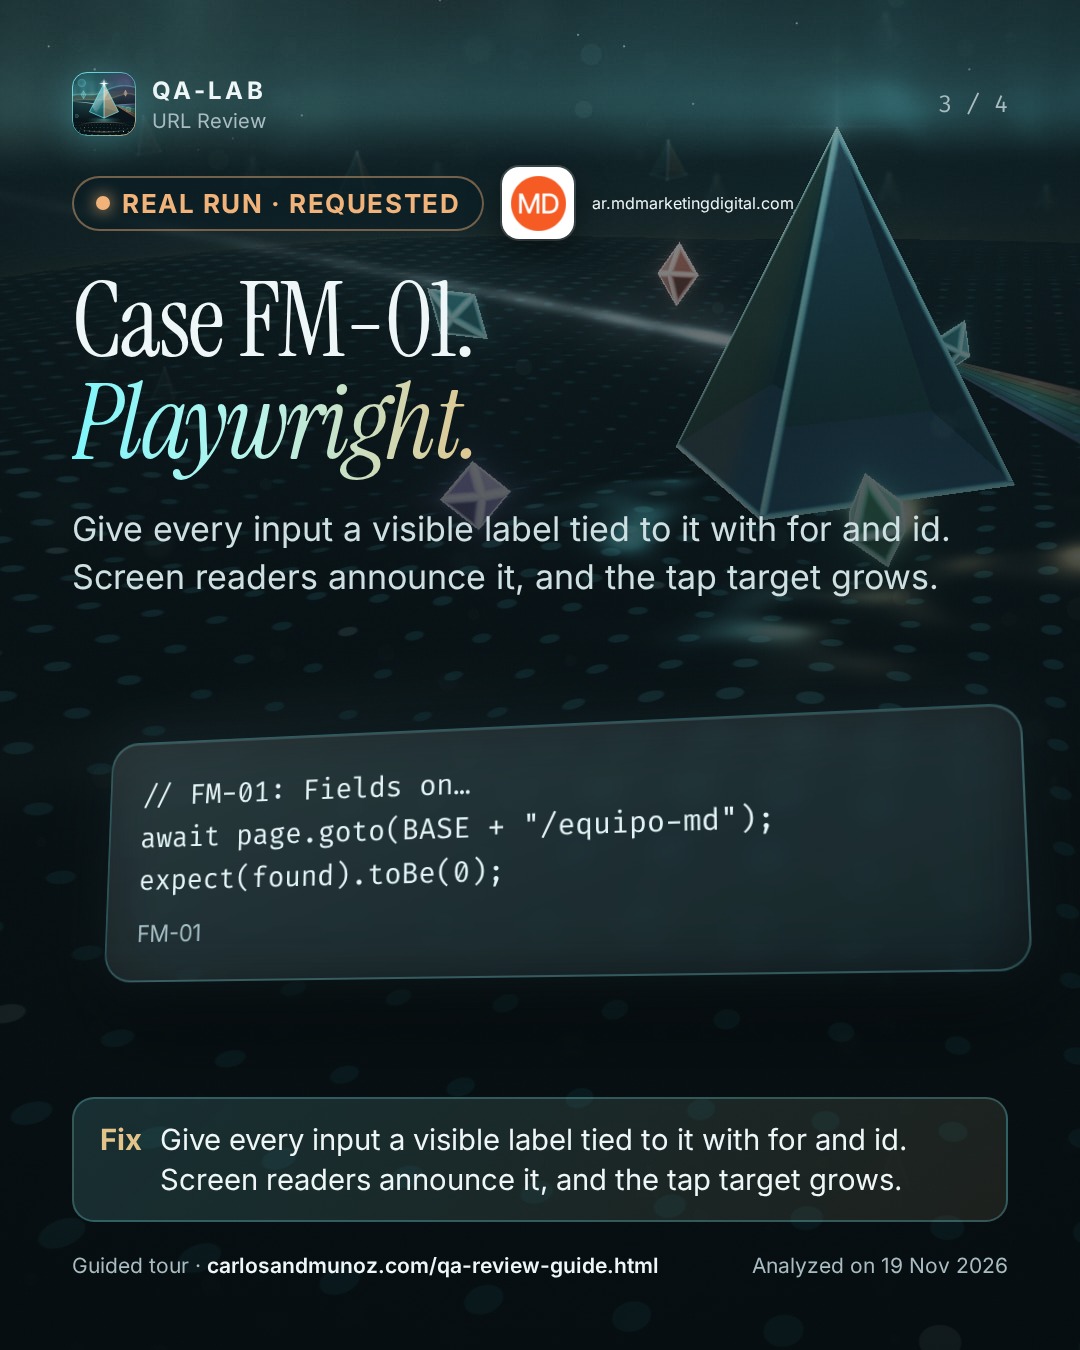 QA-LAB
URL Review
3 / 4
REAL RUN · REQUESTED
MD
ar.mdmarketingdigital.com
Case FM-01.
Playwright.
Give every input a visible label tied to it with for and id.
Screen readers announce it, and the tap target grows.
// FM-01: Fields on…
await page.goto(BASE + "/equipo-md");
expect(found).toBe(0);
FM-01
Fix Give every input a visible label tied to it with for and id.
Screen readers announce it, and the tap target grows.
Guided tour · carlosandmunoz.com/qa-review-guide.html
Analyzed on 19 Nov 2026